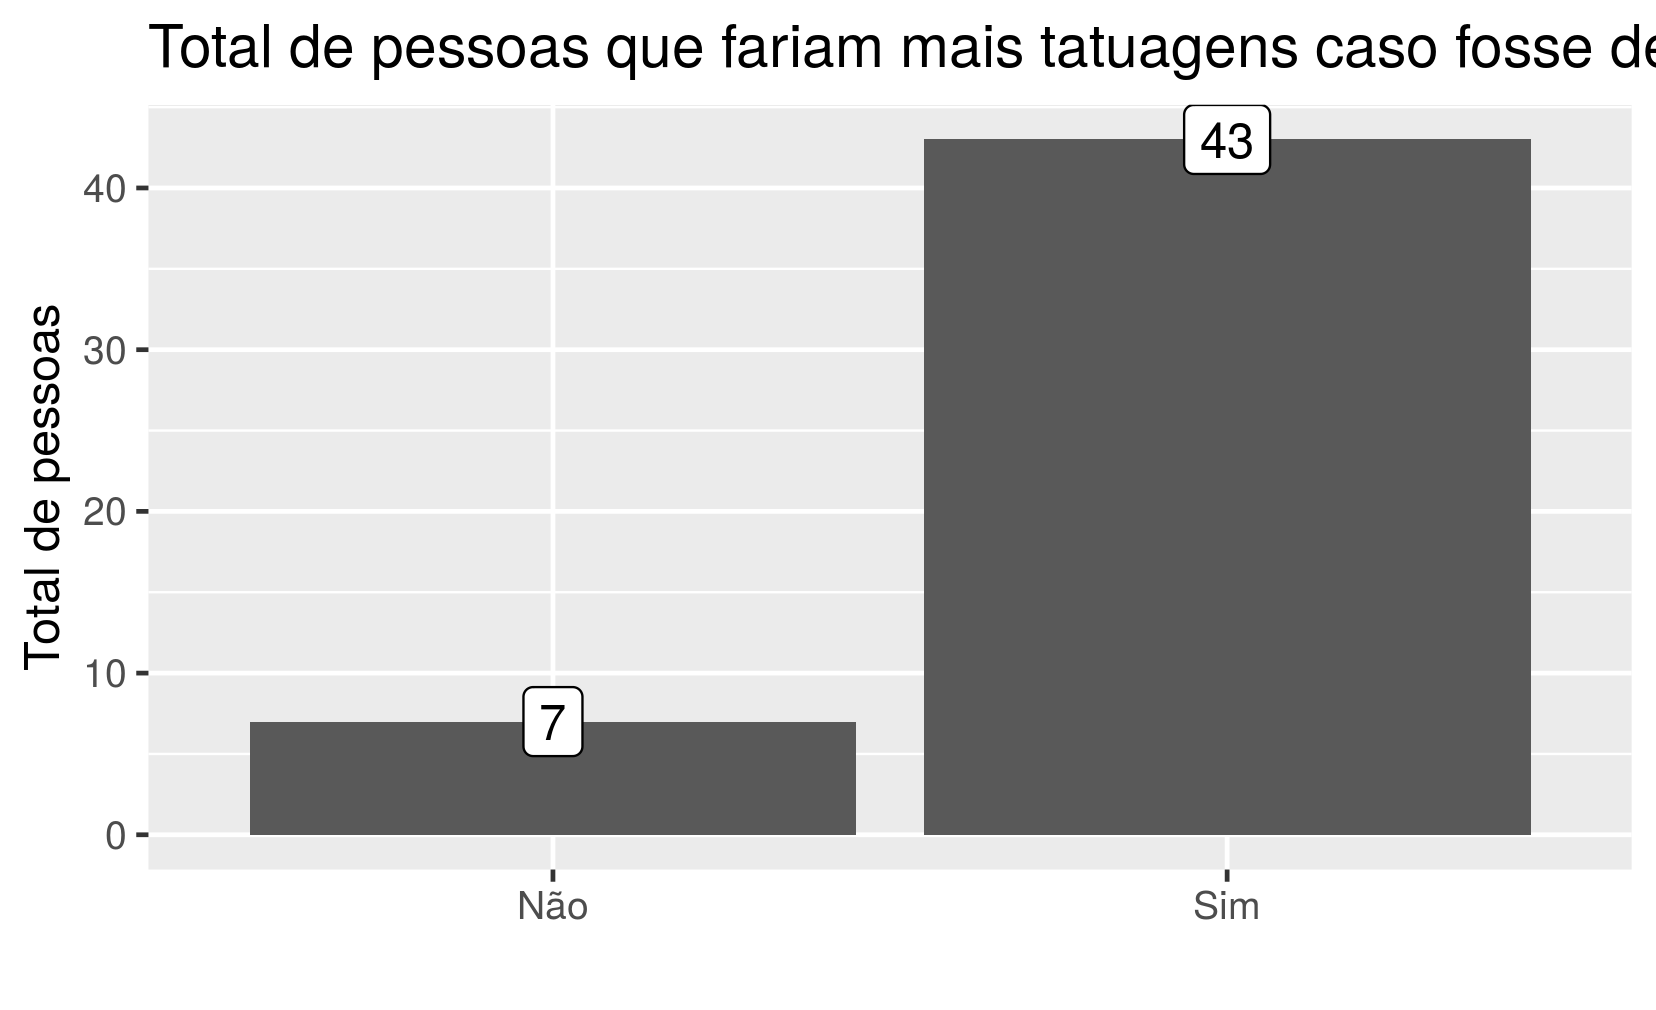 Total de pessoas que fariam mais tatuagens caso fosse
43
40
30
20
10
7
0
Total de pessoas
Não
Sim